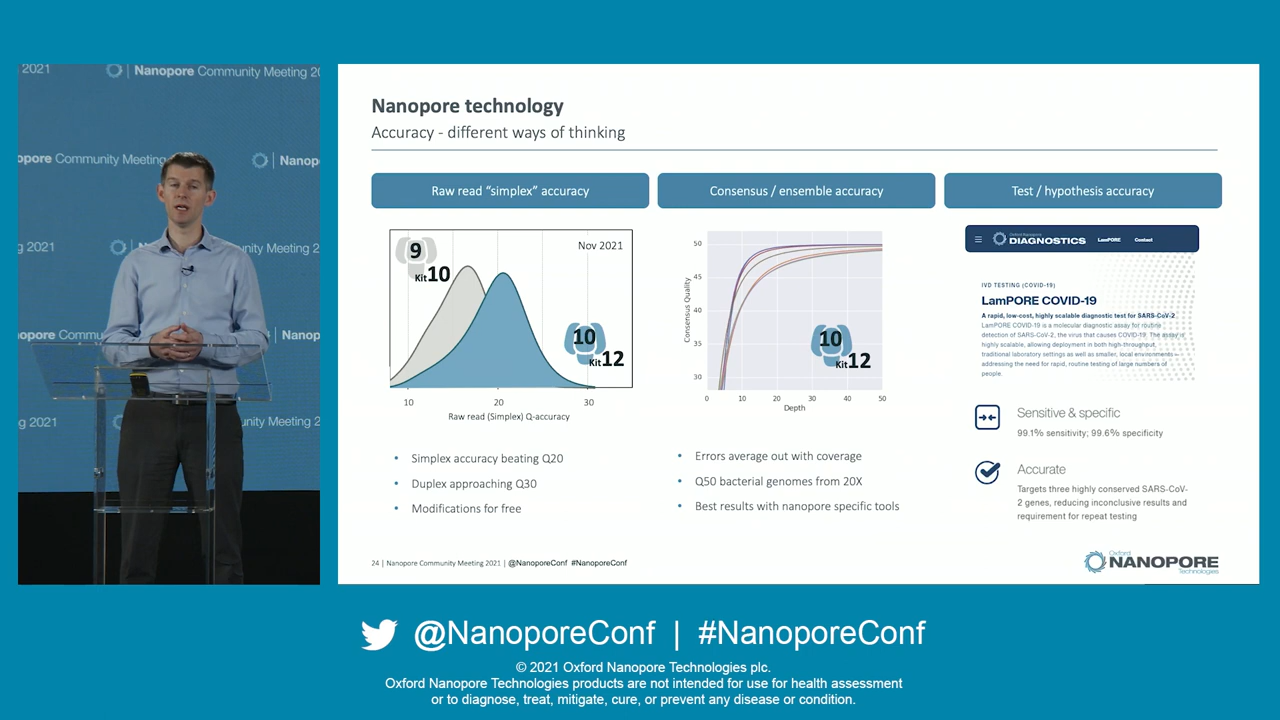 2021
Nanopore Community Meeting 20
opore Community Meeting
Nanop
g 2021
Nanopore
munity Meeting 2
Nanopore Com
Community M
g 2021
unity Meeting 2
Nanopore technology
Accuracy - different ways of thinking
Raw read “simplex” accuracy
Consensus / ensemble accuracy
Test / hypothesis accuracy
9
Kit10
Nov 2021
10
Kit12
10
20
30
Raw read (Simplex) Q-accuracy
• Simplex accuracy beating Q20
• Duplex approaching Q30
• Modifications for free
50
45
40
35
30
Consensus Quality
10
Kit12
0
10
20
30
40
50
Depth
• Errors average out with coverage
• Q50 bacterial genomes from 20X
• Best results with nanopore specific tools
Oxford Nanopore
DIAGNOSTICS
LamPORE
Contact
IVD TESTING (COVID-19)
LamPORE COVID-19
A rapid, low-cost, highly scalable diagnostic test for SARS-CoV-2
LamPORE COVID-19 is a molecular diagnostic assay for routine
detection of SARS-CoV-2, the virus that causes COVID-19. The assay is
highly scalable, allowing deployment in both high-throughput,
traditional laboratory settings as well as smaller, local environments –
addressing the need for rapid, routine testing of large numbers of
people.
Sensitive & specific
99.1% sensitivity; 99.6% specificity
Accurate
Targets three highly conserved SARS-CoV-
2 genes, reducing inconclusive results and
requirement for repeat testing
24 | Nanopore Community Meeting 2021 | @NanoporeConf #NanoporeConf
Oxford
NANOPORE
Technologies
@NanoporeConf | #NanoporeConf
© 2021 Oxford Nanopore Technologies plc.
Oxford Nanopore Technologies products are not intended for use for health assessment
or to diagnose, treat, mitigate, cure, or prevent any disease or condition.